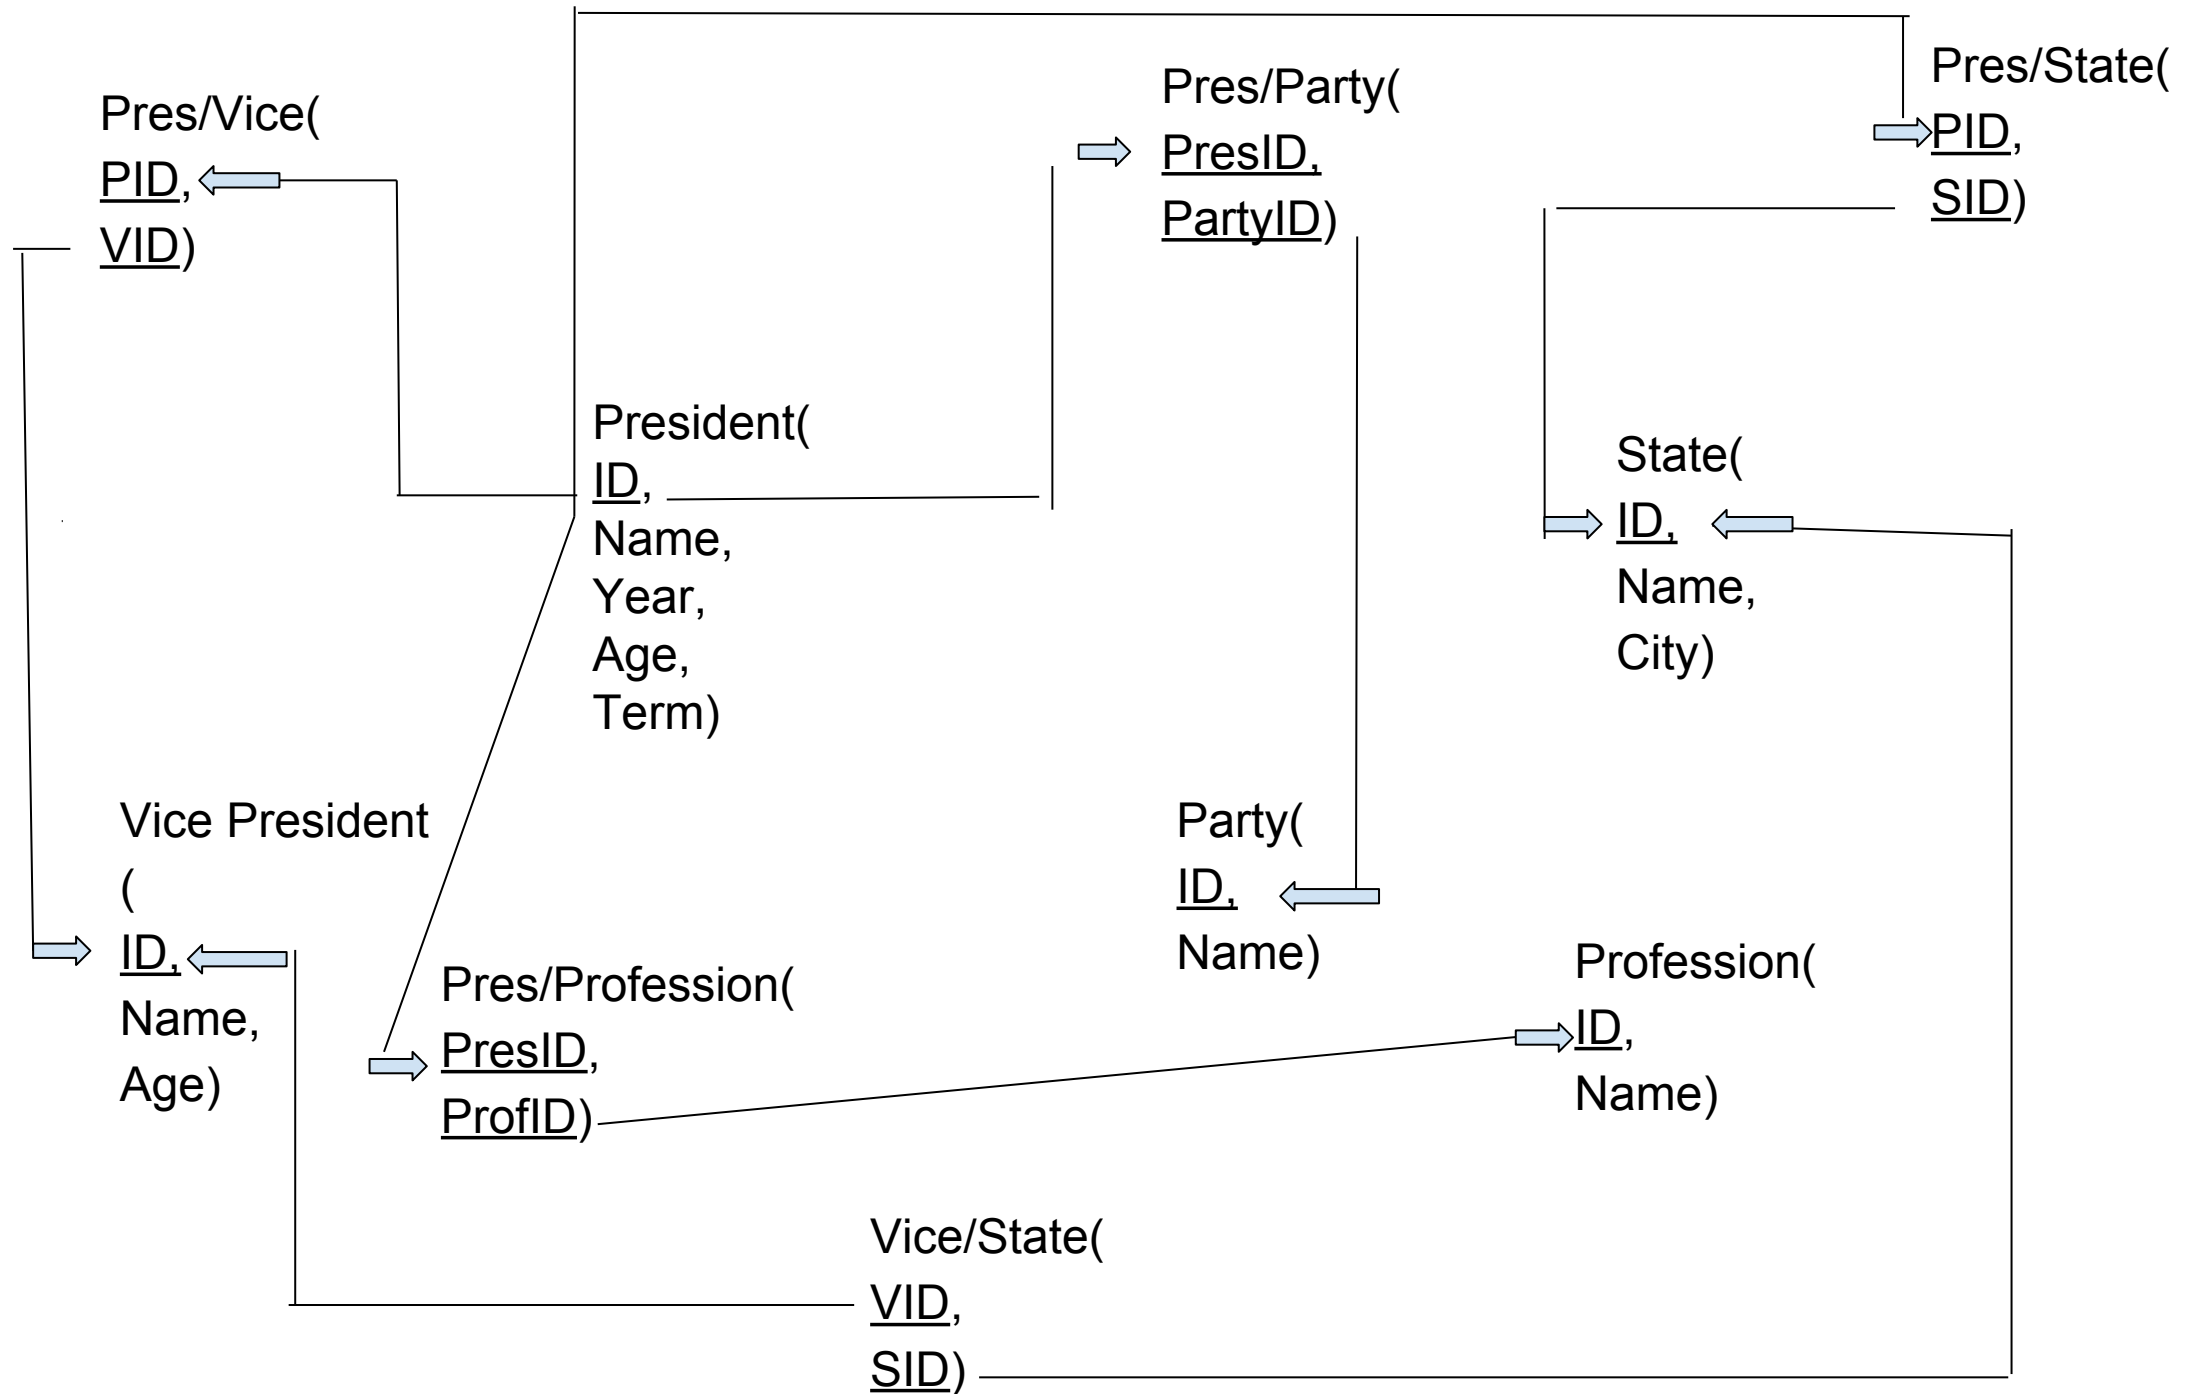 Pres/Vice(
PID,
VID)
Pres/Party(
PresID,
PartyID)
Pres/State(
PID,
SID)
President(
ID,
Name,
Year,
Age,
Term)
State(
ID,
Name,
City)
Vice President
(
ID,
Name,
Age)
Party(
ID,
Name)
Pres/Profession(
PresID,
ProfID)
Profession(
ID,
Name)
Vice/State(
VID,
SID)